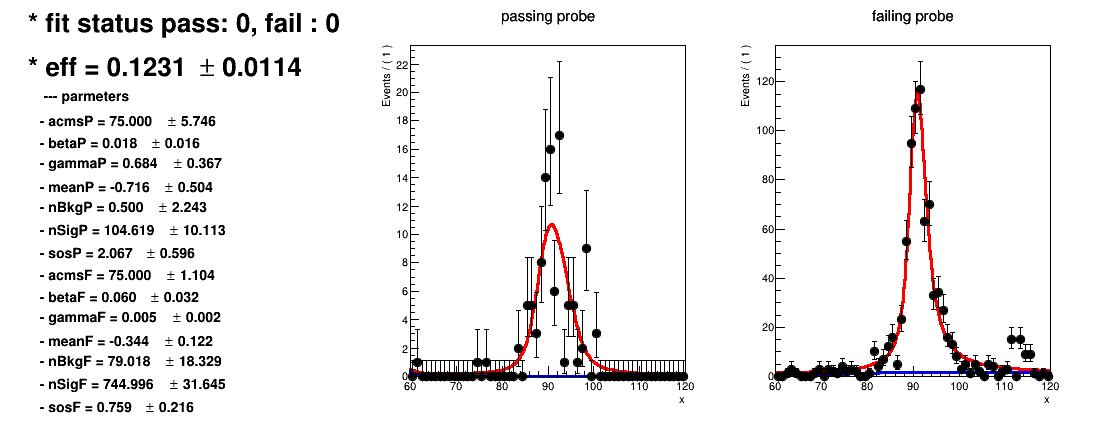 * fit status pass: 0, fail : 0
* eff = 0.1231 ± 0.0114
--- parmeters
- acmsP = 75.000 ± 5.746
- betaP = 0.018 ± 0.016
- gammaP = 0.684 ± 0.367
- meanP = -0.716 ± 0.504
- nBkgP = 0.500 ± 2.243
- nSigP = 104.619 ± 10.113
- sosP = 2.067 ± 0.596
- acmsF = 75.000 ± 1.104
- betaF = 0.060 ± 0.032
- gammaF = 0.005 ± 0.002
- meanF = -0.344 ± 0.122
- nBkgF = 79.018 ± 18.329
- nSigF = 744.996 ± 31.645
- sosF = 0.759 ± 0.216
passing probe
Events / ( 1 )
22
20
18
16
14
12
10
8
6
4
2
0
60 70 80 90 100 110 120
x
failing probe
Events / ( 1 )
120
100
80
60
40
20
0
60 70 80 90 100 110 120
x